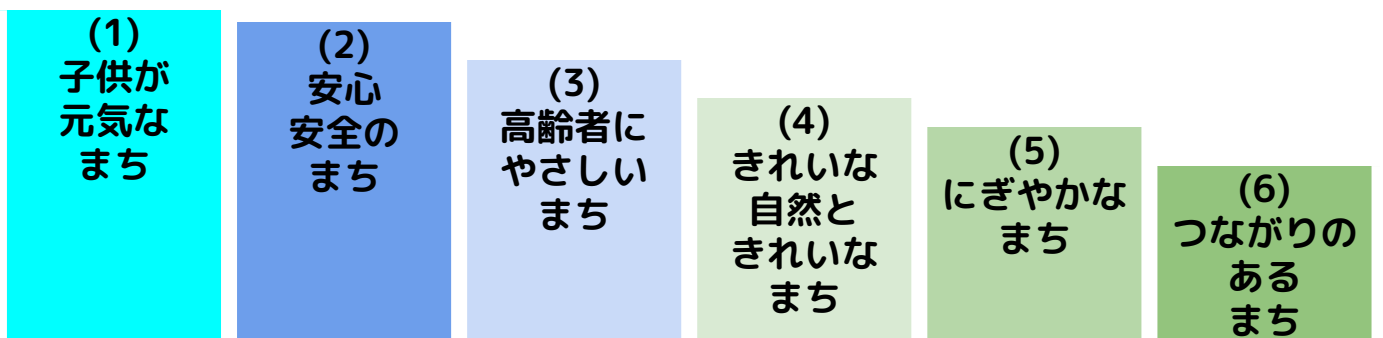 (1)
子供が
元気な
まち
(2)
安心
安全の
まち
(3)
高齢者に
やさしい
まち
(4)
きれいな
自然と
きれいな
まち
(5)
にぎやかな
まち
(6)
つながりの
ある
まち